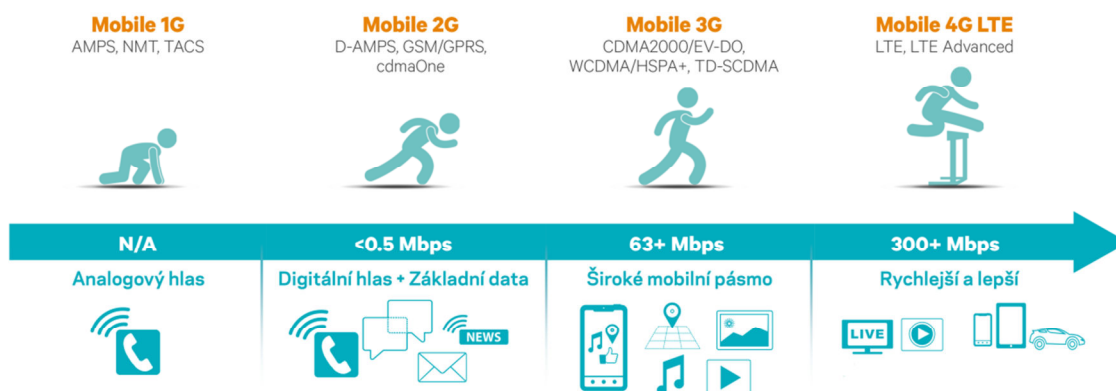 Mobile 1G
AMPS, NMT, TACS
Mobile 2G
D-AMPS, GSM/GPRS,
cdmaOne
Mobile 3G
CDMA2000/EV-DO,
WCDMA/HSPA+, TD-SCDMA
Mobile 4G LTE
LTE, LTE Advanced
N/A
<0.5 Mbps
63+ Mbps
300+ Mbps
Analogový hlas
Digitální hlas + Základní data
Široké mobilní pásmo
Rychlejší a lepší
NEWS
LIVE